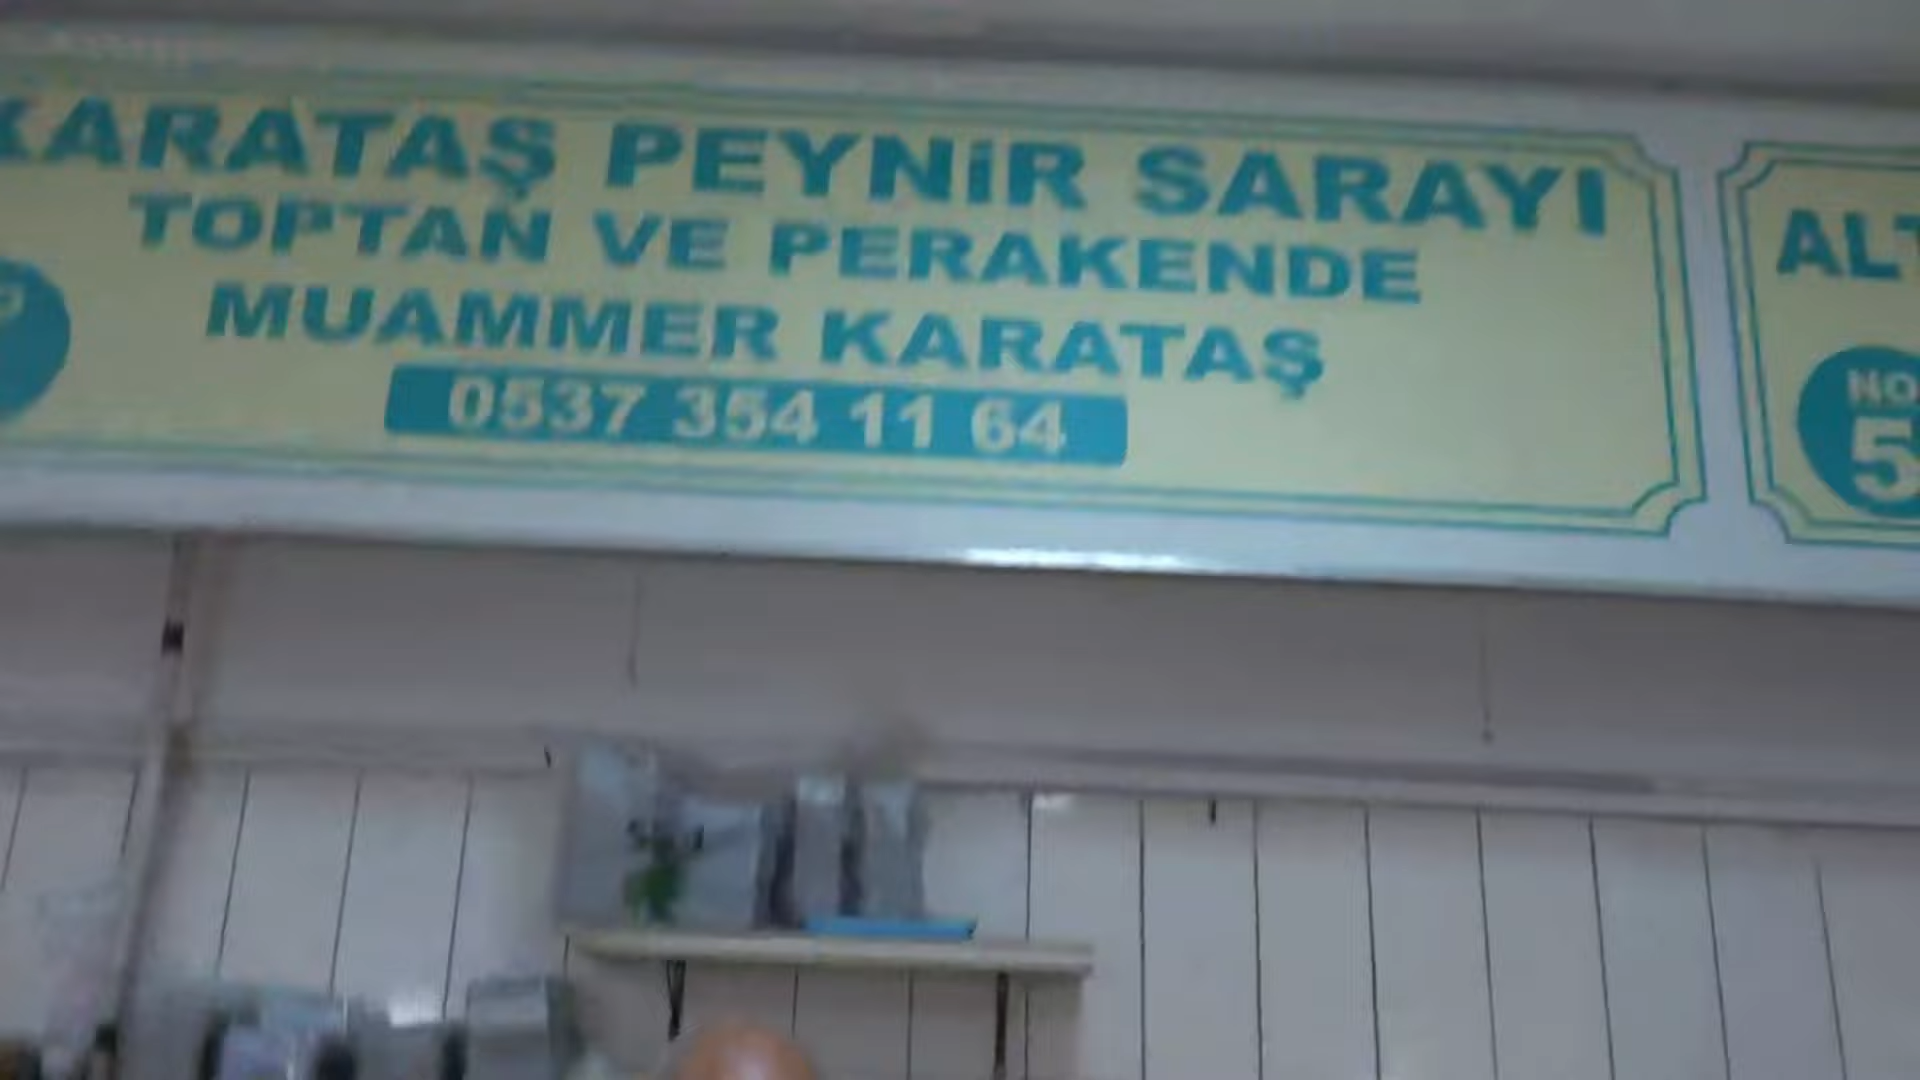 KARATAŞ PEYNİR SARAYI
TOPTAN VE PERAKENDE
MUAMMER KARATAŞ
0537 354 11 64
ALT
NO
5